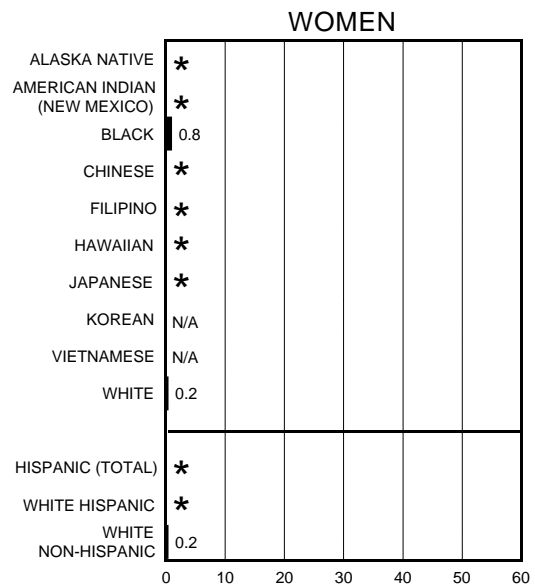 WOMEN
ALASKA NATIVE *
AMERICAN INDIAN
(NEW MEXICO) *
BLACK 0.8
CHINESE *
FILIPINO *
HAWAIIAN *
JAPANESE *
KOREAN N/A
VIETNAMESE N/A
WHITE 0.2
HISPANIC (TOTAL) *
WHITE HISPANIC *
WHITE
NON-HISPANIC 0.2
0 10 20 30 40 50 60